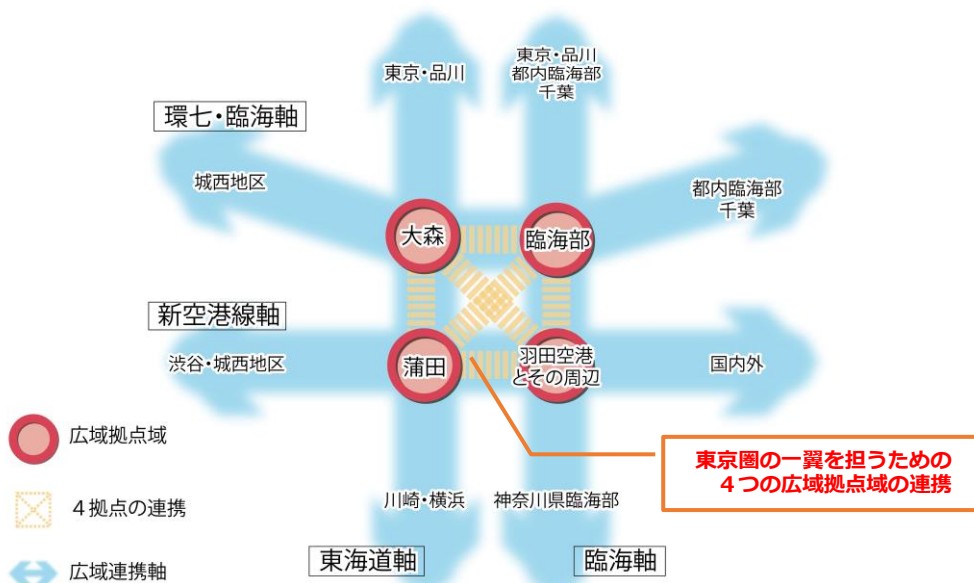 東京・品川
東京・品川
都内臨海部
千葉
環七・臨海軸
城西地区
都内臨海部
千葉
大森
臨海部
新空港線軸
渋谷・城西地区
蒲田
羽田空港
とその周辺
国内外
広域拠点域
東京圏の一翼を担うための
４つの広域拠点域の連携
４拠点の連携
川崎・横浜
神奈川県臨海部
東海道軸
臨海軸
広域連携軸